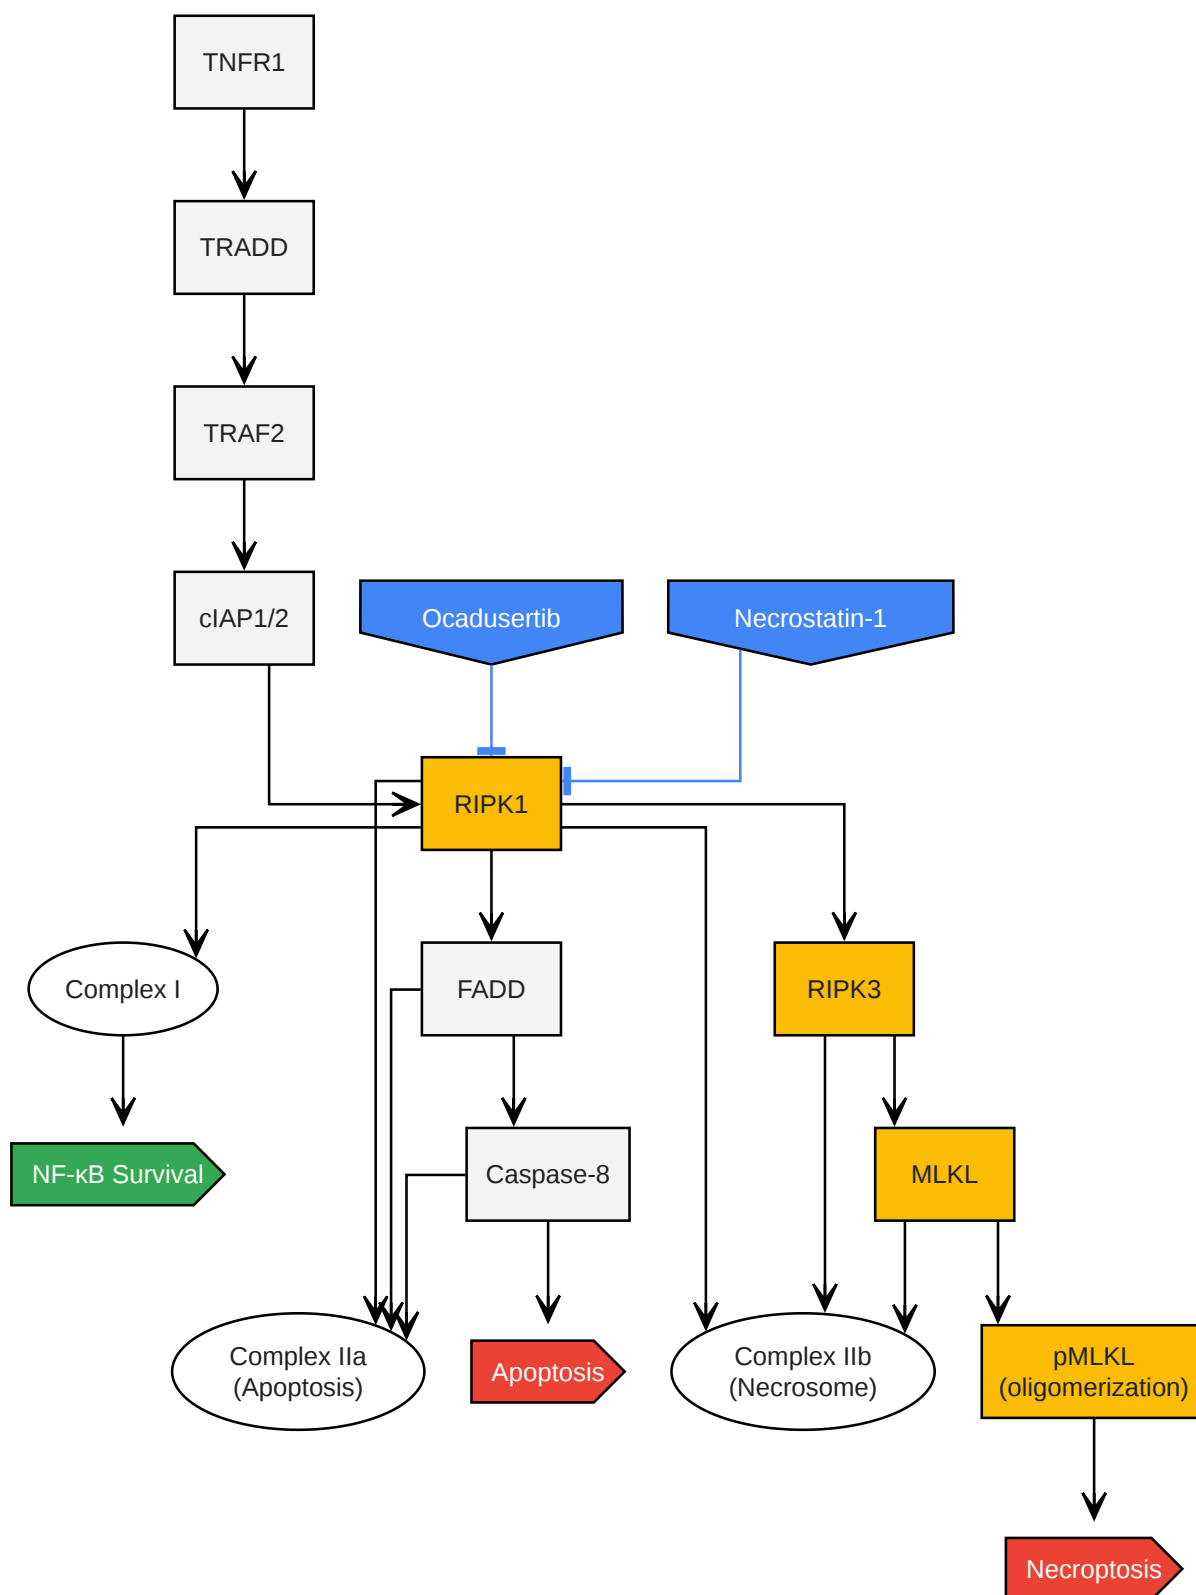 TNFR1
TRADD
TRAF2
cIAP1/2
Ocadusertib
Necrostatin-1
RIPK1
Complex I
FADD
RIPK3
NF-κB Survival
Caspase-8
MLKL
Complex IIa
(Apoptosis)
Apoptosis
Complex IIb
(Necrosome)
pMLKL
(oligomerization)
Necroptosis